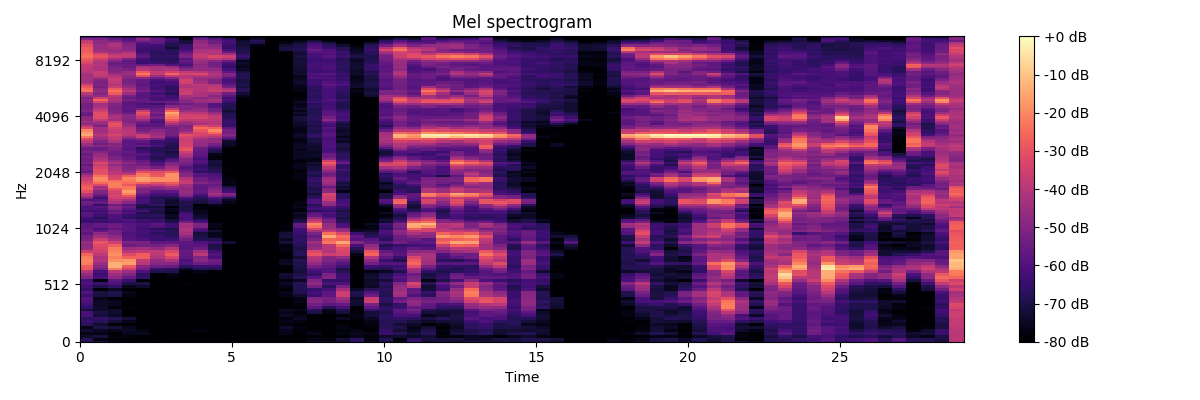 Mel spectrogram
Hz
8192
4096
2048
1024
512
0
0 5 10 15 20 25
Time
+0 dB
-10 dB
-20 dB
-30 dB
-40 dB
-50 dB
-60 dB
-70 dB
-80 dB